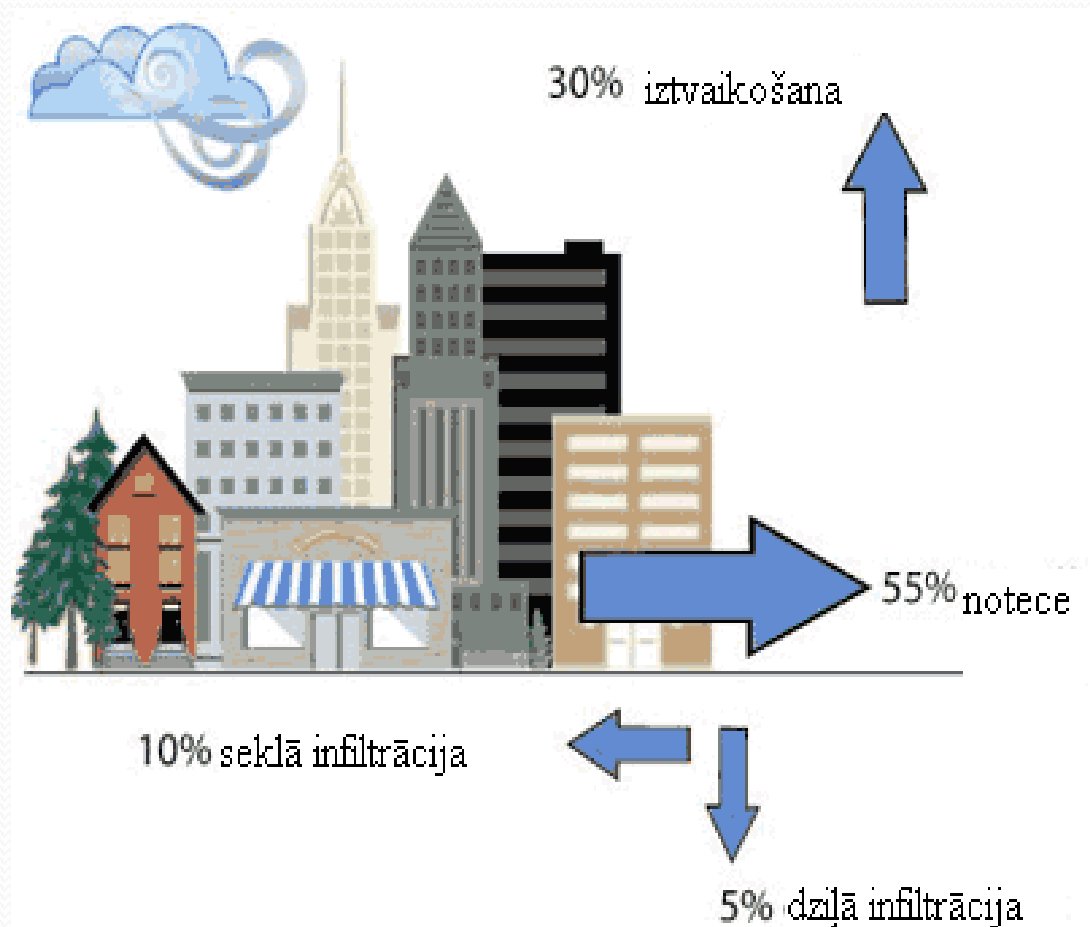 30% iztvaikošana
55% notece
10% seklā infiltrācija
5% dziļā infiltrācija